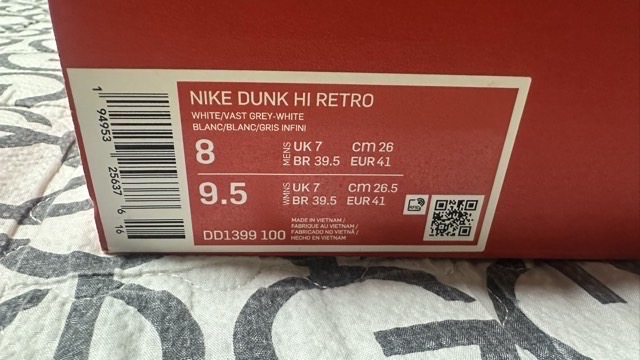 NIKE DUNK HI RETRO
WHITE/VAST GREY-WHITE
BLANC/BLANC/GRIS INFINI
8 MENS UK 7 CM 26
BR 39.5 EUR 41
9.5 WMNS UK 7 CM 26.5
BR 39.5 EUR 41
MADE IN VIETNAM /
FABRIQUE AU VIETNAM /
FABRICADO NO VIETNÃ /
HECHO EN VIETNAM
DD1399 100
1 94953 25637 6 16